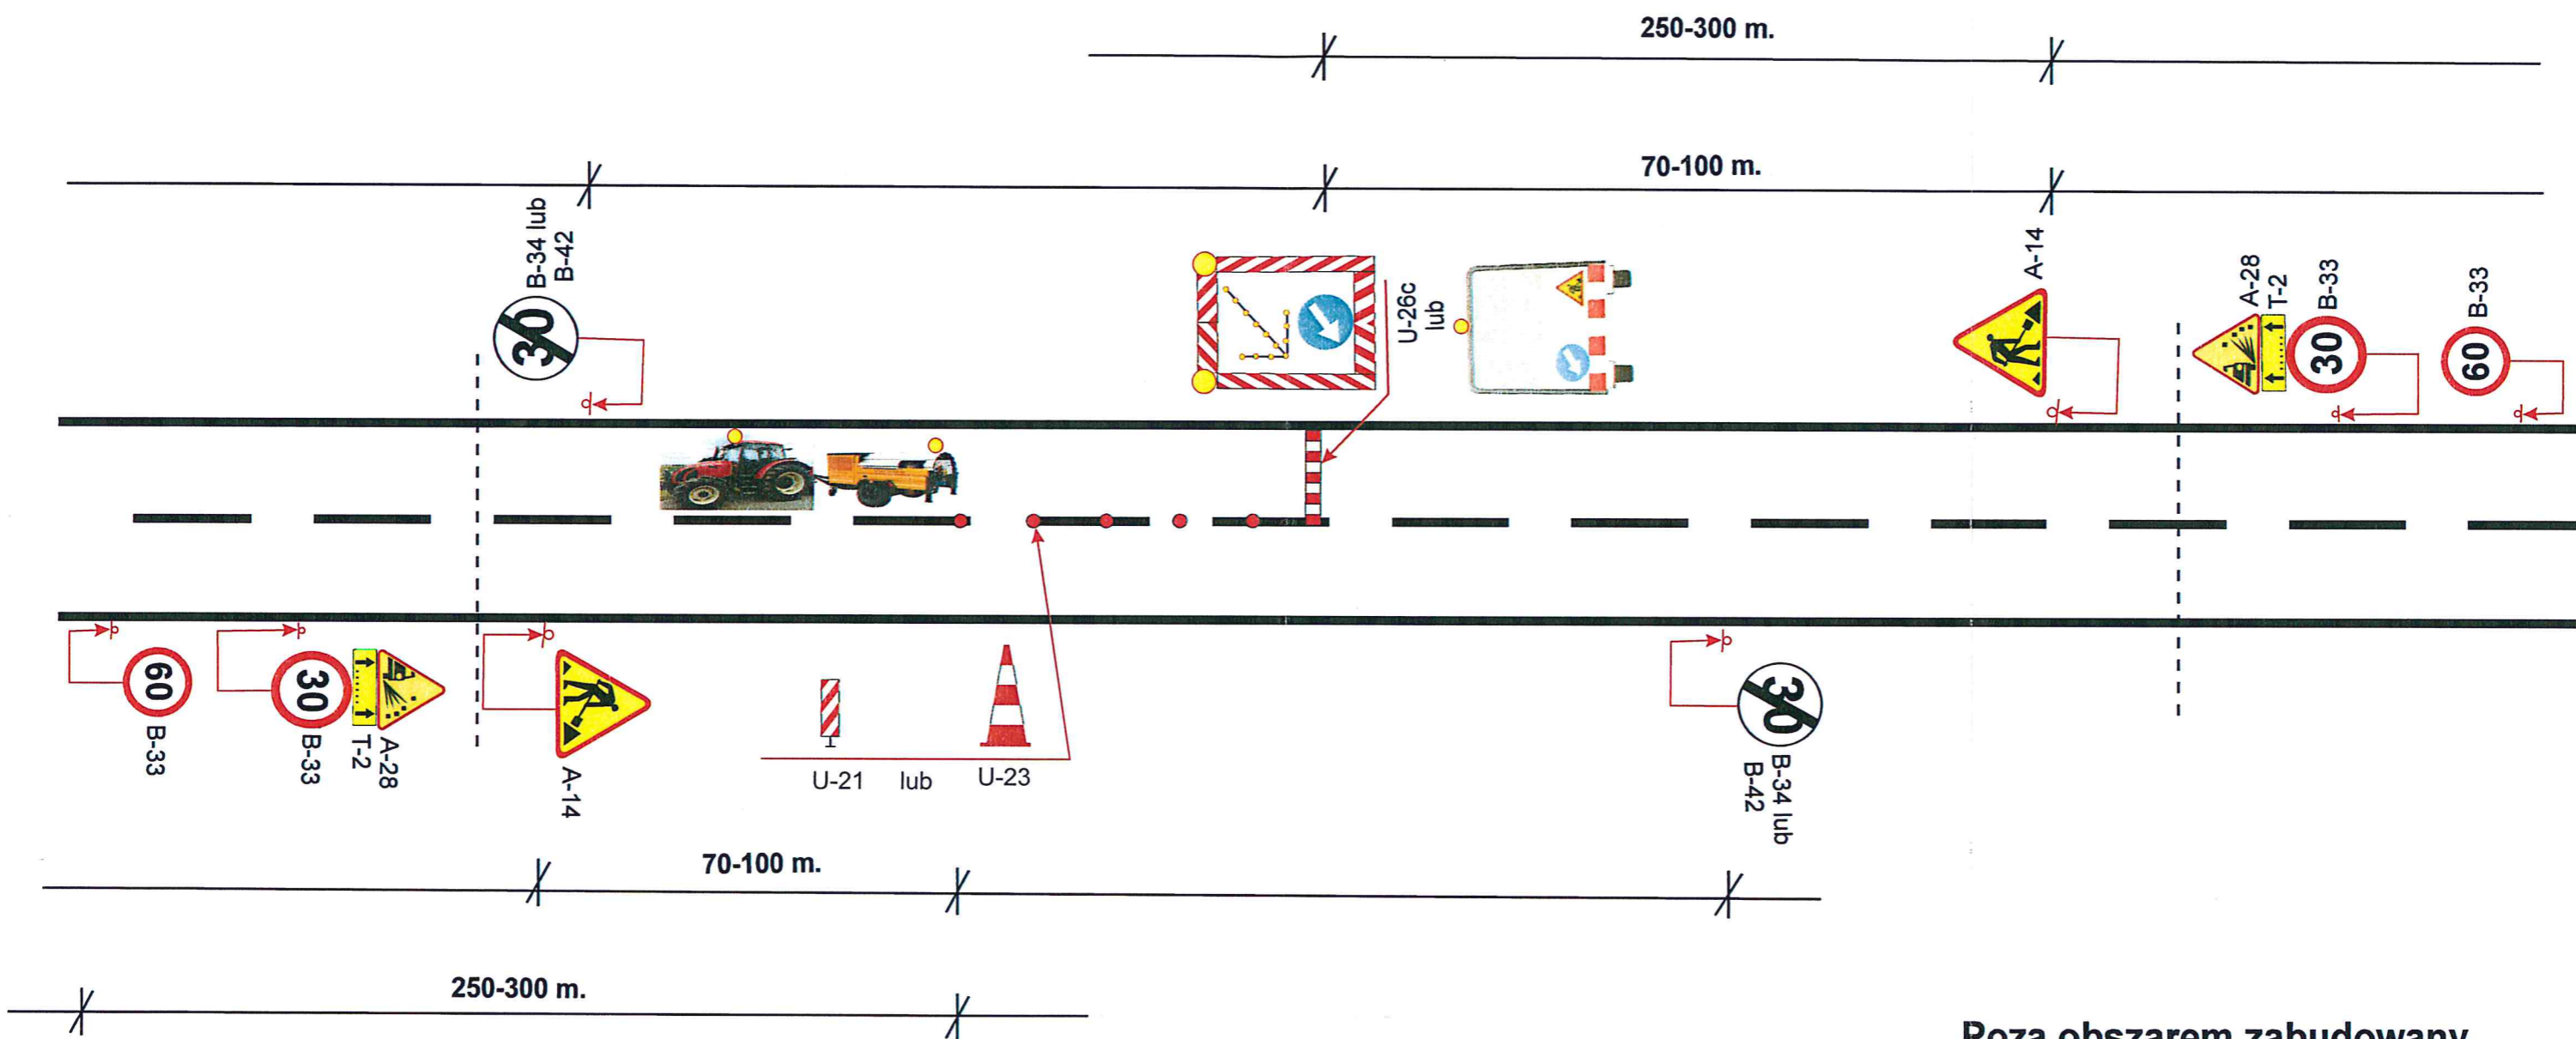 250-300 m.
70-100 m.
B-34 lub
B-42
30
U-26c
lub
A-14
A-28
T-2
B-33
30
B-33
60
60
B-33
30
B-33
T-2
A-28
A-14
U-21 lub U-23
30
B-34 lub
B-42
70-100 m.
250-300 m.
Poza obszarem zabudowany